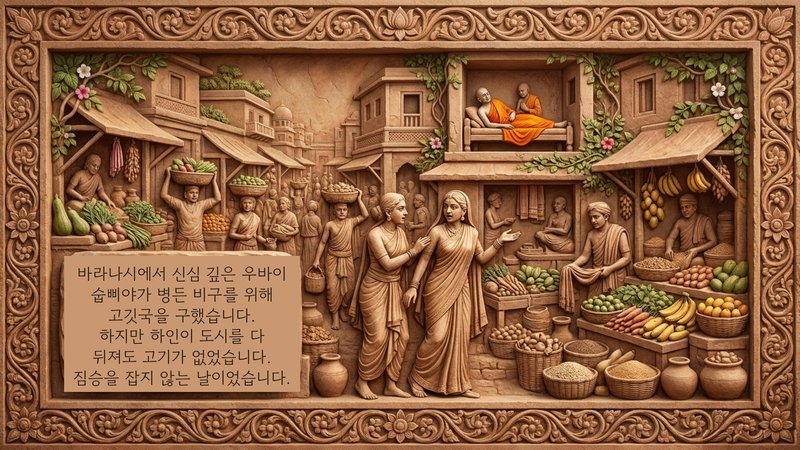 바라나시에서 신심 깊은 우바이
숩삐야가 병든 비구를 위해
고깃국을 구했습니다.
하지만 하인이 도시를 다
뒤져도 고기가 없었습니다.
짐승을 잡지 않는 날이었습니다.